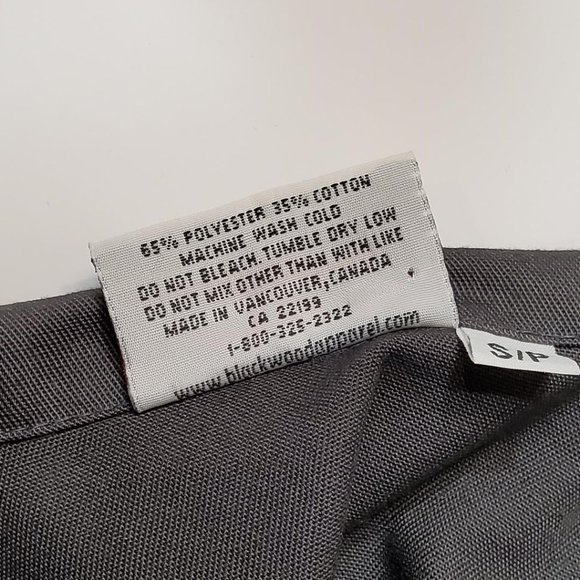 65% POLYESTER 35% COTTON
MACHINE WASH COLD
DO NOT BLEACH. TUMBLE DRY LOW
DO NOT MIX OTHER THAN WITH LIKE
MADE IN VANCOUVER, CANADA
CA 22199
1-800-325-2322
www.blackwoodapparel.com
S/P